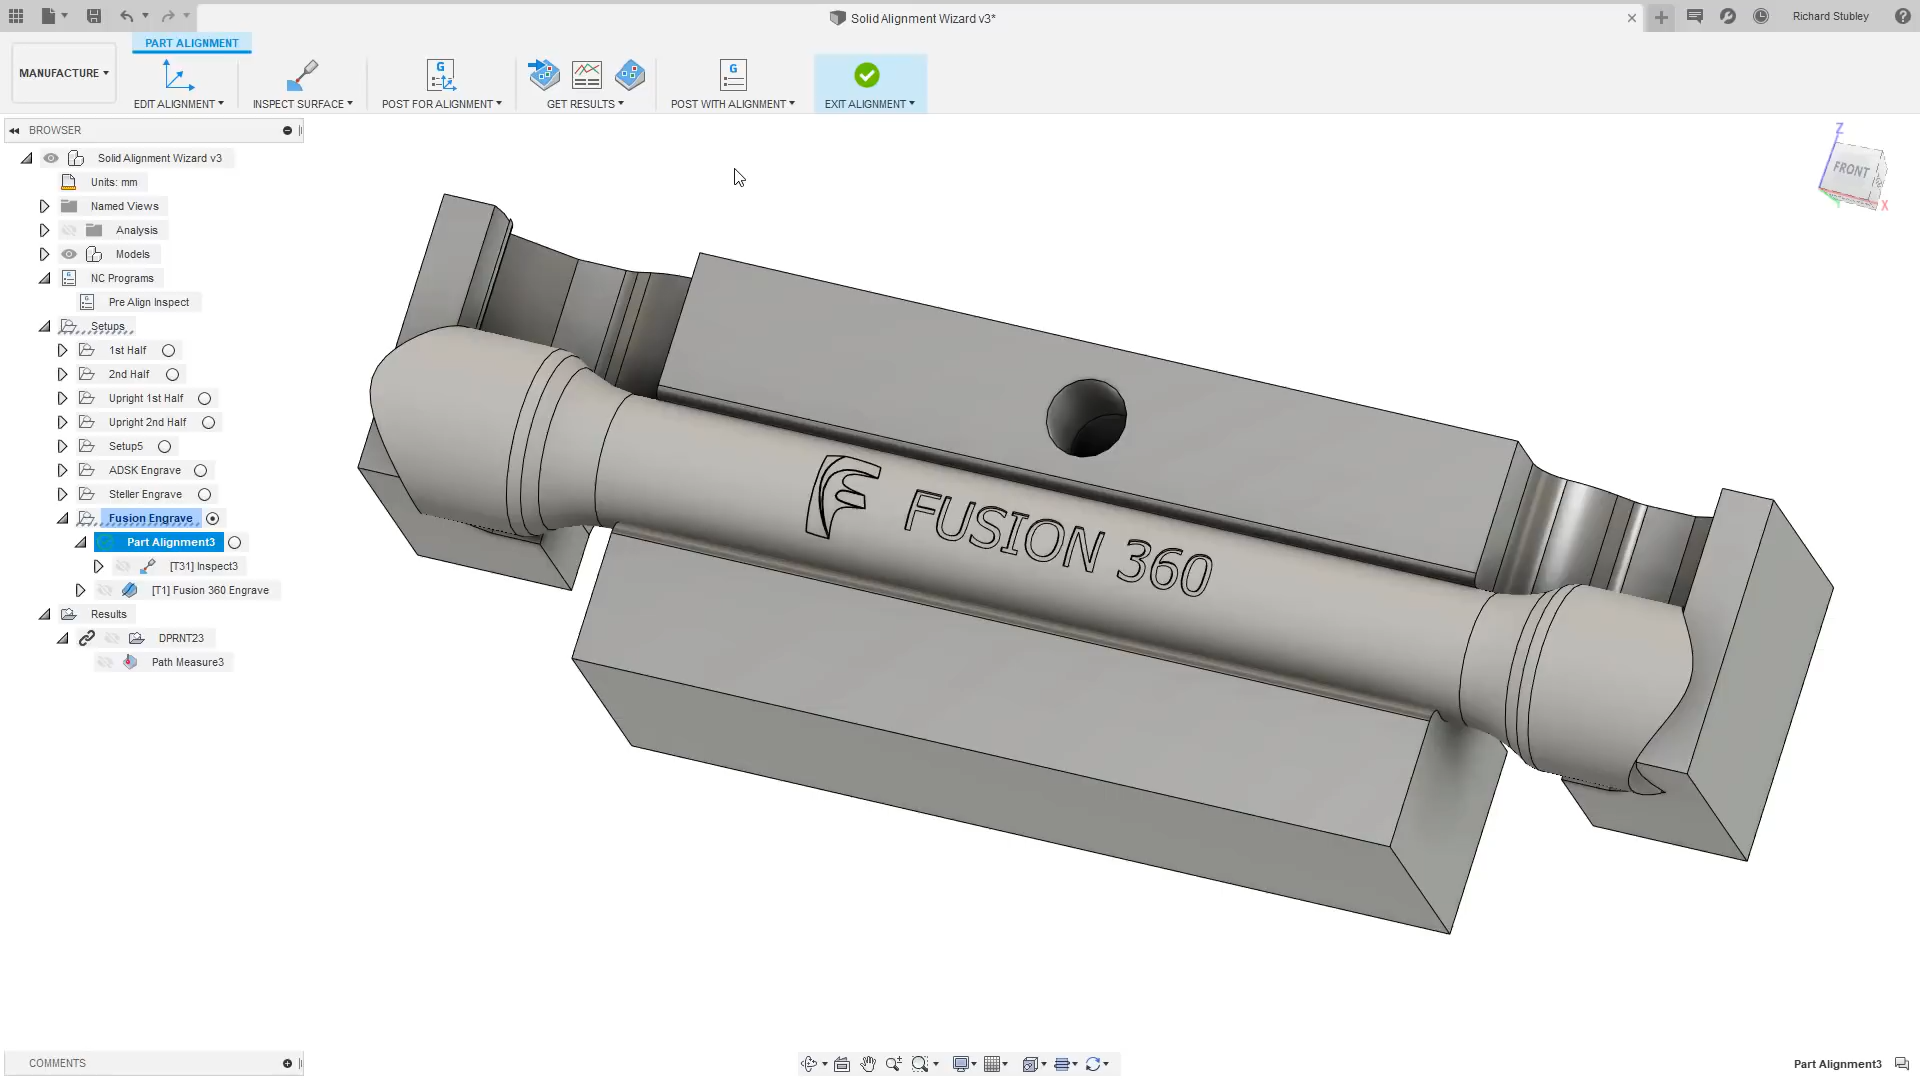 Solid Alignment Wizard v3*
Richard Stubley
MANUFACTURE
PART ALIGNMENT
EDIT ALIGNMENT
INSPECT SURFACE
POST FOR ALIGNMENT
GET RESULTS
POST WITH ALIGNMENT
EXIT ALIGNMENT
BROWSER
Solid Alignment Wizard v3
Units: mm
Named Views
Analysis
Models
NC Programs
Pre Align Inspect
Setups
1st Half
2nd Half
Upright 1st Half
Upright 2nd Half
Setup5
ADSK Engrave
Steller Engrave
Fusion Engrave
Part Alignment3
[T31] Inspect3
[T1] Fusion 360 Engrave
Results
DPRNT23
Path Measure3
Z
FRONT
X
FUSION 360
COMMENTS
Part Alignment3